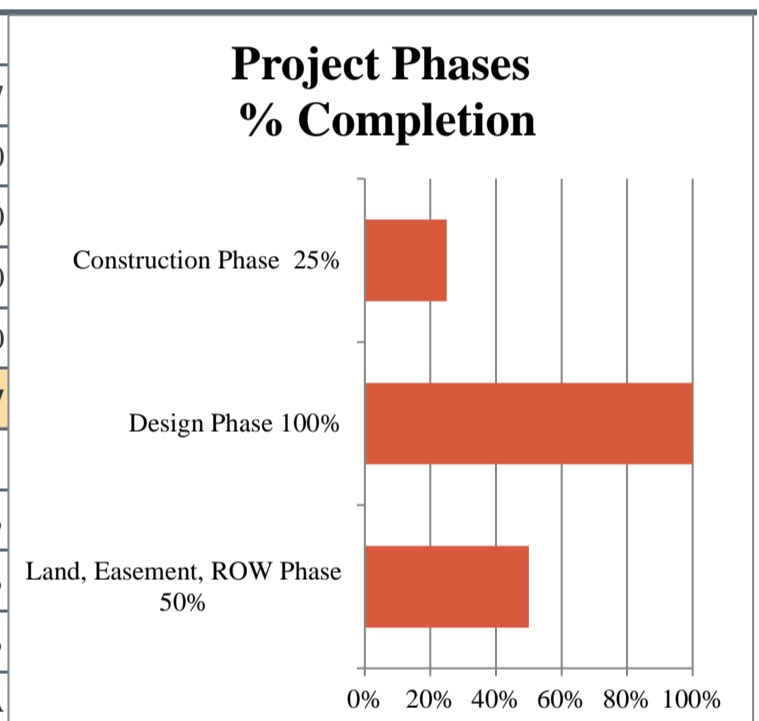 Project Phases
% Completion
Construction Phase 25%
Design Phase 100%
Land, Easement, ROW Phase
50%
0% 20% 40% 60% 80% 100%